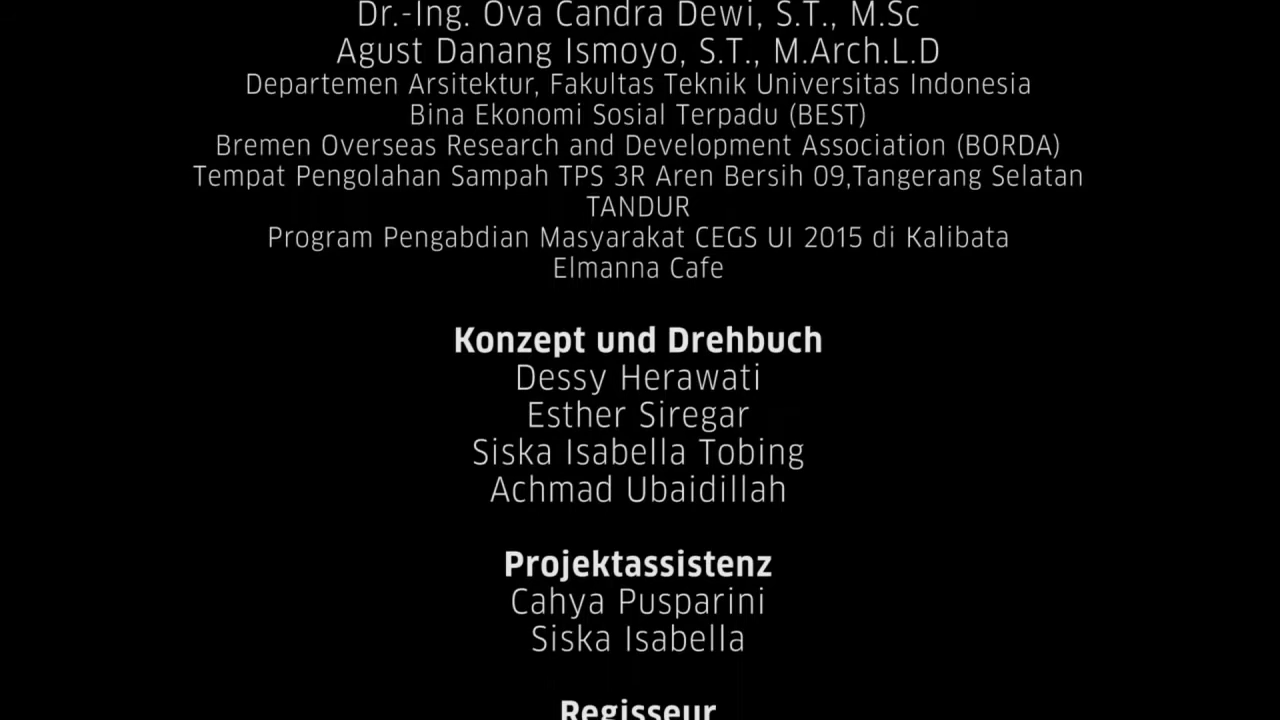 Dr.-Ing. Ova Candra Dewi, S.T., M.Sc
Agust Danang Ismoyo, S.T., M.Arch.L.D
Departemen Arsitektur, Fakultas Teknik Universitas Indonesia
Bina Ekonomi Sosial Terpadu (BEST)
Bremen Overseas Research and Development Association (BORDA)
Tempat Pengolahan Sampah TPS 3R Aren Bersih 09,Tangerang Selatan
TANDUR
Program Pengabdian Masyarakat CEGS UI 2015 di Kalibata
Elmanna Cafe
Konzept und Drehbuch
Dessy Herawati
Esther Siregar
Siska Isabella Tobing
Achmad Ubaidillah
Projektassistenz
Cahya Pusparini
Siska Isabella
Regisseur